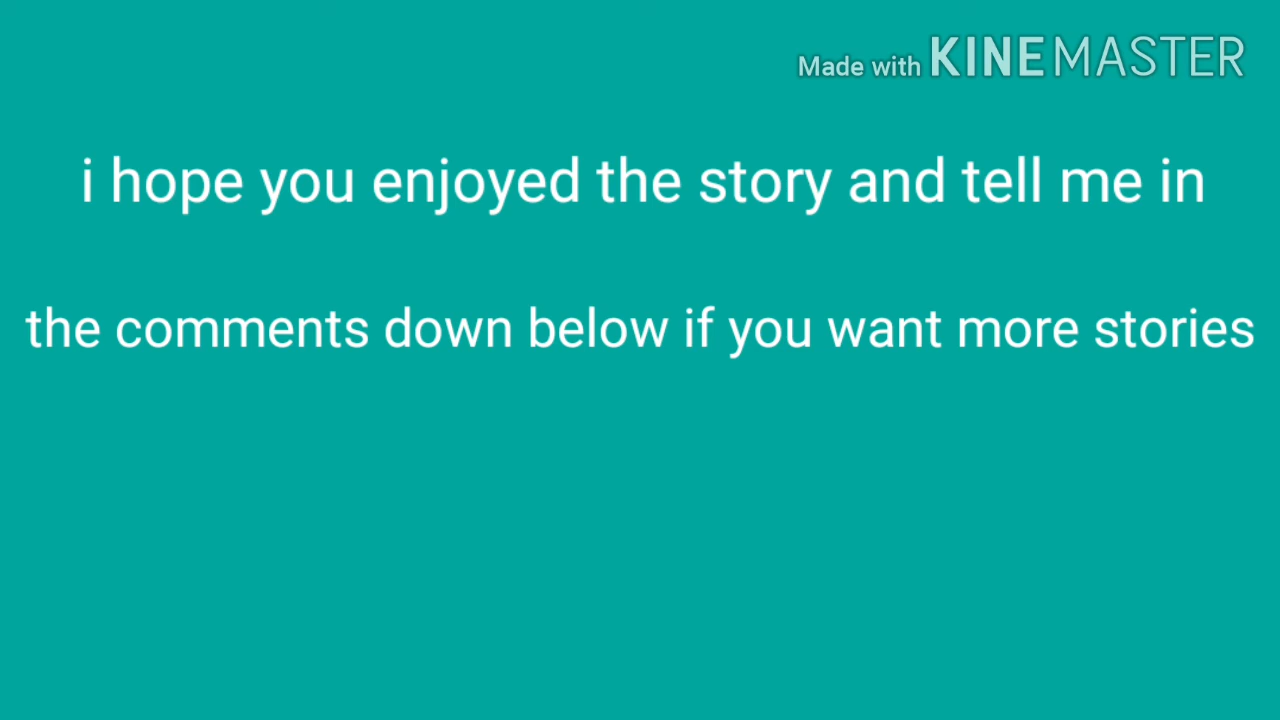 Made with KINEMASTER
i hope you enjoyed the story and tell me in
the comments down below if you want more stories